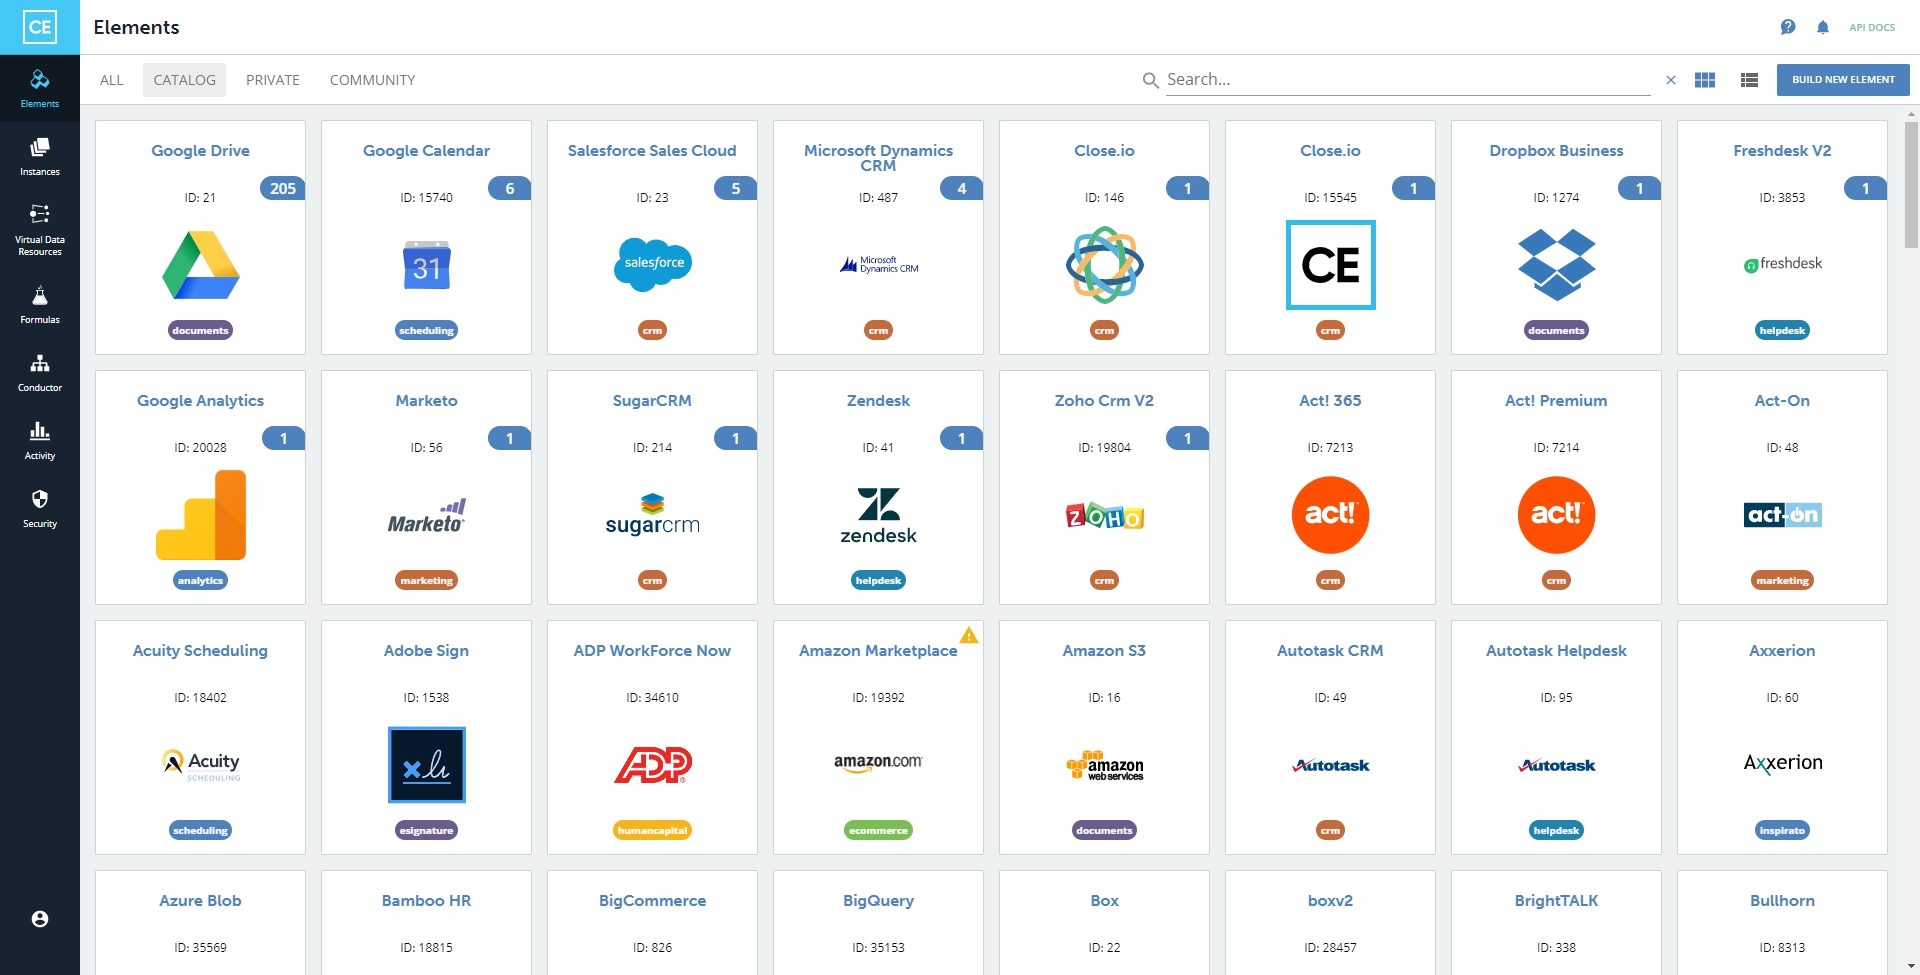 CE
Elements
API DOCS
ALL
CATALOG
PRIVATE
COMMUNITY
Search...
BUILD NEW ELEMENT
Elements
Instances
Virtual Data
Resources
Formulas
Conductor
Activity
Security
Google Drive
205
ID: 21
documents
Google Calendar
6
ID: 15740
31
scheduling
Salesforce Sales Cloud
5
ID: 23
salesforce
crm
Microsoft Dynamics
CRM
4
ID: 487
Microsoft
Dynamics CRM
crm
Close.io
1
ID: 146
crm
Close.io
1
ID: 15545
CE
crm
Dropbox Business
1
ID: 1274
documents
Freshdesk V2
1
ID: 3853
freshdesk
helpdesk
Google Analytics
1
ID: 20028
analytics
Marketo
1
ID: 56
Marketo
marketing
SugarCRM
1
ID: 214
sugarcrm
crm
Zendesk
1
ID: 41
zendesk
helpdesk
Zoho Crm V2
1
ID: 19804
ZOHO
crm
Act! 365
ID: 7213
act!
crm
Act! Premium
ID: 7214
act!
crm
Act-On
ID: 48
act-on
marketing
Acuity Scheduling
ID: 18402
Acuity
SCHEDULING
scheduling
Adobe Sign
ID: 1538
esignature
ADP WorkForce Now
ID: 34610
ADP
humancapital
Amazon Marketplace
ID: 19392
amazon.com
ecommerce
Amazon S3
ID: 16
amazon
web services
documents
Autotask CRM
ID: 49
Autotask
crm
Autotask Helpdesk
ID: 95
Autotask
helpdesk
Axxerion
ID: 60
Axxerion
inspirato
Azure Blob
ID: 35569
Bamboo HR
ID: 18815
BigCommerce
ID: 826
BigQuery
ID: 35153
Box
ID: 22
boxv2
ID: 28457
BrightTALK
ID: 338
Bullhorn
ID: 8313